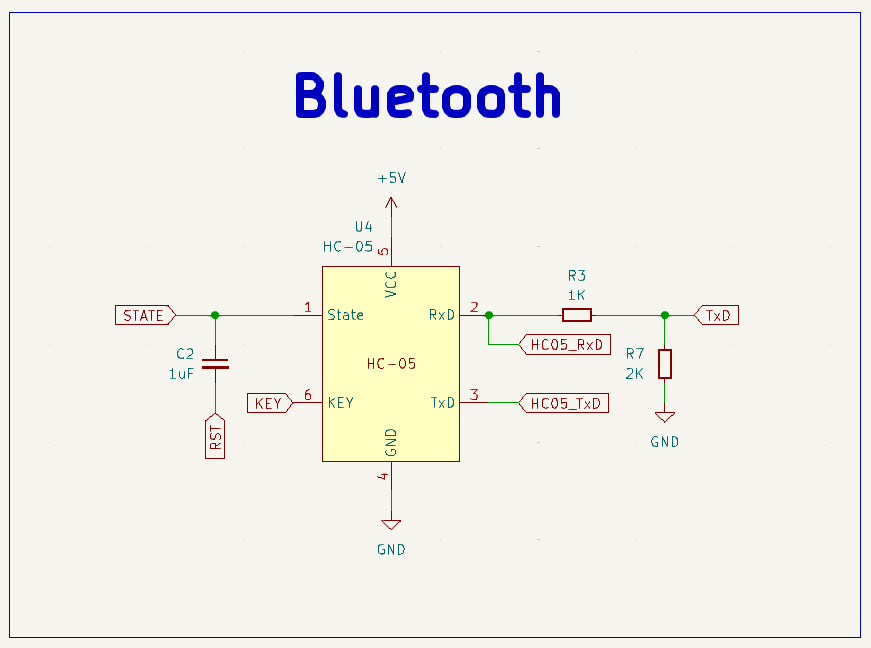 Bluetooth
+5V
U4
HC-05
5
VCC
R3
1K
STATE
1
State
RxD
2
TxD
HC05_RxD
C2
1uF
HC-05
R7
2K
KEY
6
KEY
TxD
3
HC05_TxD
RST
GND
GND
4
GND